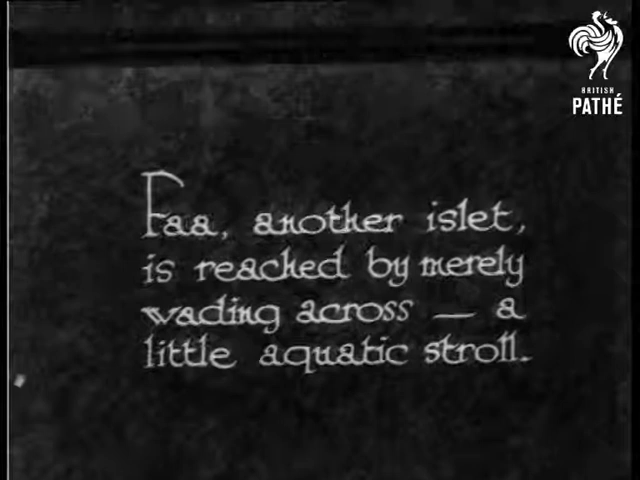 BRITISH
PATHÉ
Faa, another islet,
is reached by merely
wading across — a
little aquatic stroll.